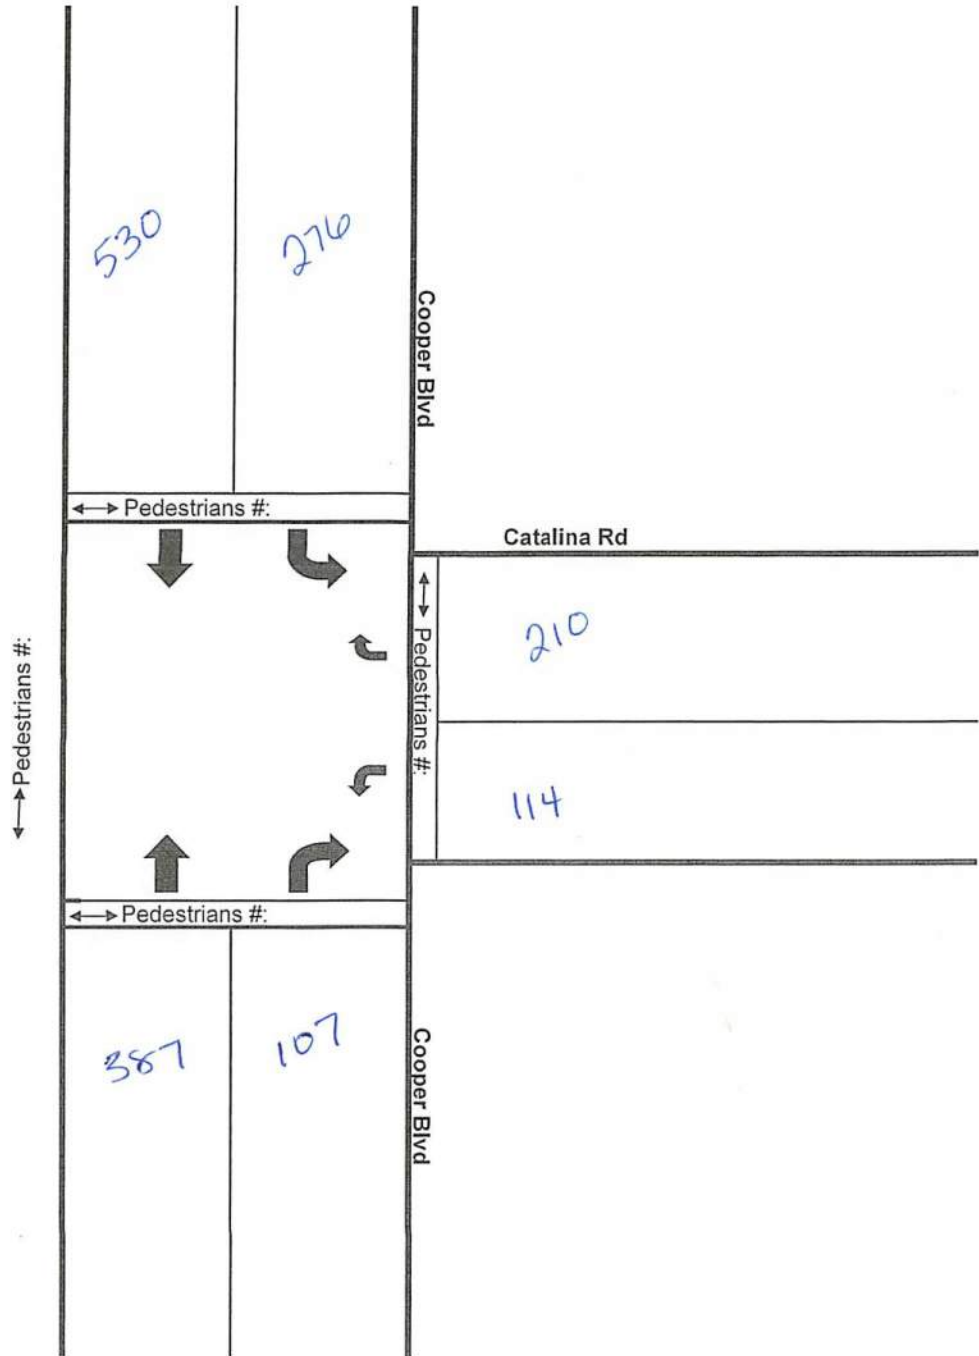 530
276
Cooper Blvd
Pedestrians #:
Catalina Rd
210
Pedestrians #:
Pedestrians #:
114
Pedestrians #:
387
107
Cooper Blvd